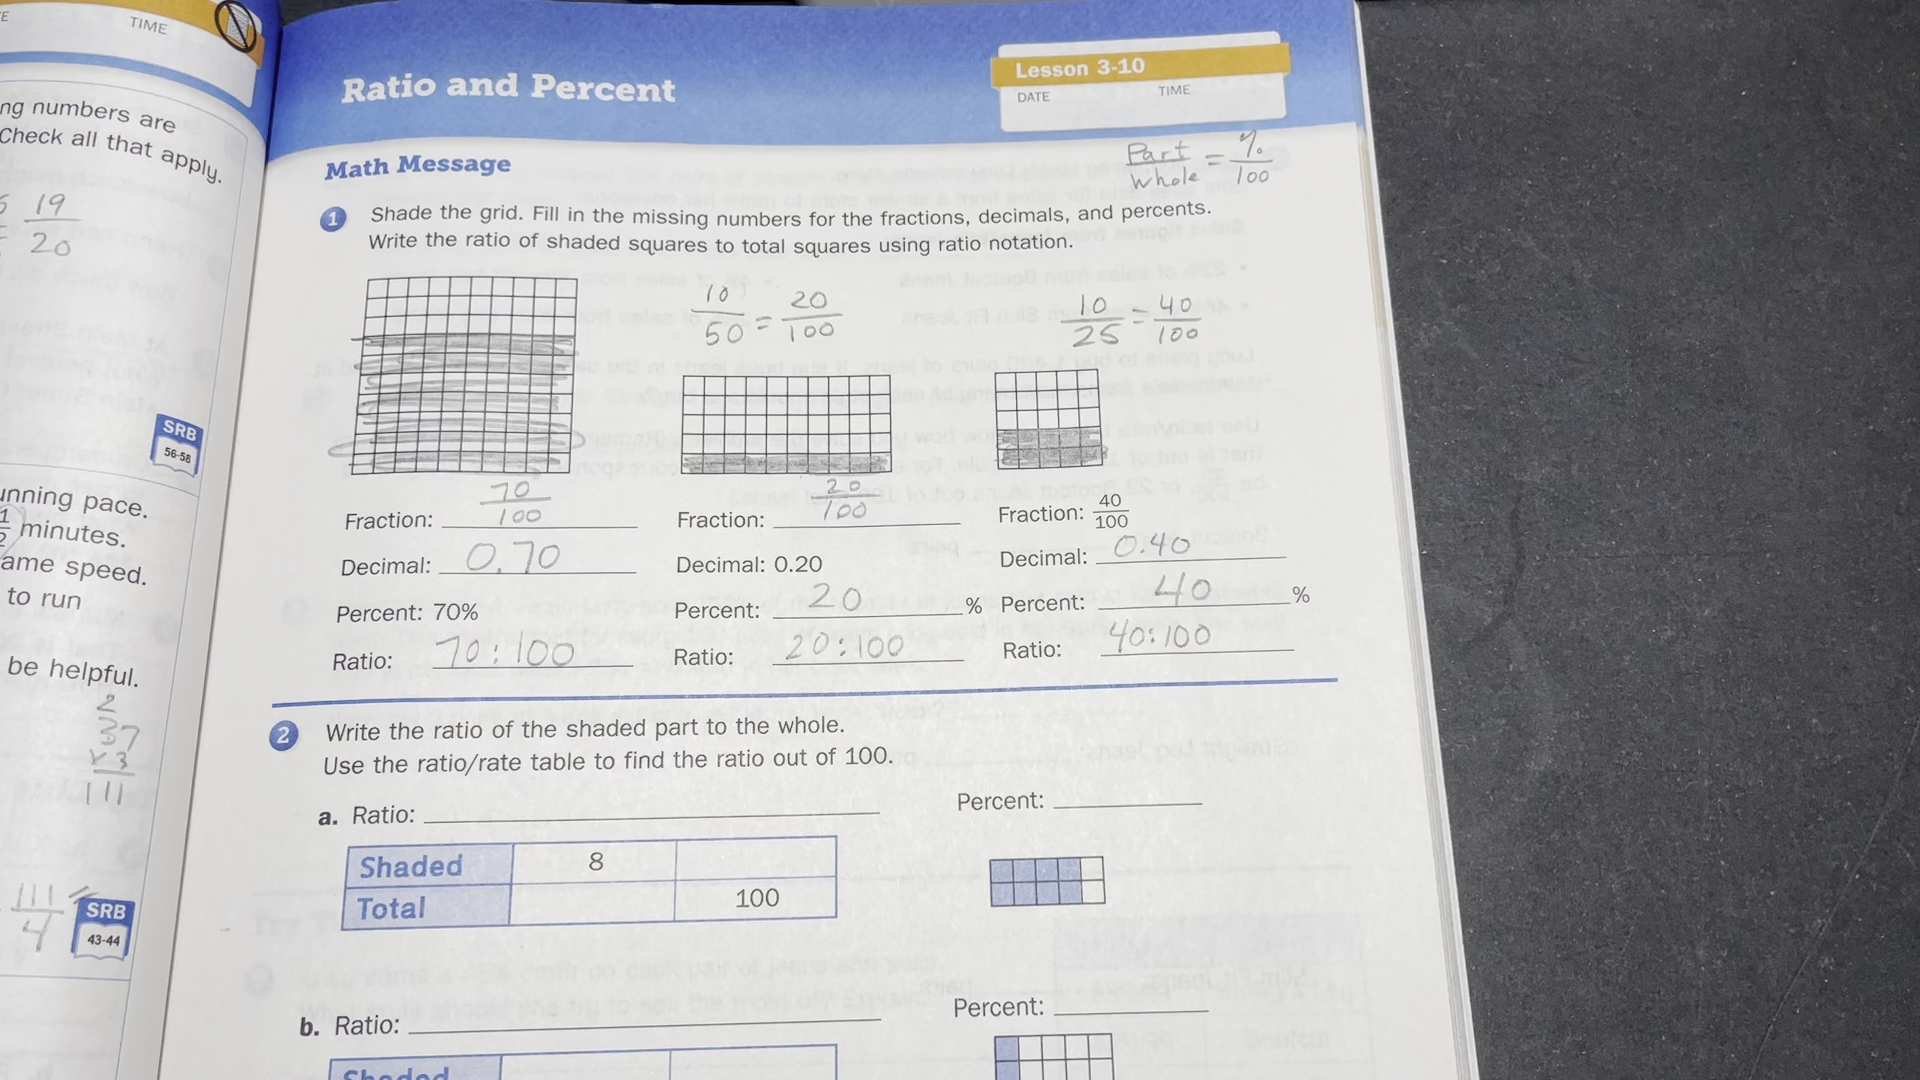 TIME
ng numbers are
Check all that apply.
19
20
SRB
56-58
unning pace.
1
2 minutes.
ame speed.
to run
be helpful.
2
37
x 3
111
111
4
SRB
43-44
Ratio and Percent
Lesson 3-10
DATE TIME
Part = %
Whole 100
Math Message
1 Shade the grid. Fill in the missing numbers for the fractions, decimals, and percents.
Write the ratio of shaded squares to total squares using ratio notation.
10 = 20
50 100
10 = 40
25 100
70
100
Fraction:
Decimal: 0.70
Percent: 70%
Ratio: 70:100
20
100
Fraction:
Decimal: 0.20
Percent: 20 %
Ratio: 20:100
Fraction: 40
100
Decimal: 0.40
Percent: 40 %
Ratio: 40:100
2 Write the ratio of the shaded part to the whole.
Use the ratio/rate table to find the ratio out of 100.
a. Ratio: Percent:
Shaded 8
Total 100
b. Ratio: Percent:
Shaded